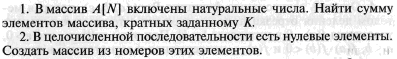 1. В массив A[N] включены натуральные числа. Найти сумму
элементов массива, кратных заданному K.
2. В целочисленной последовательности есть нулевые элементы.
Создать массив из номеров этих элементов.